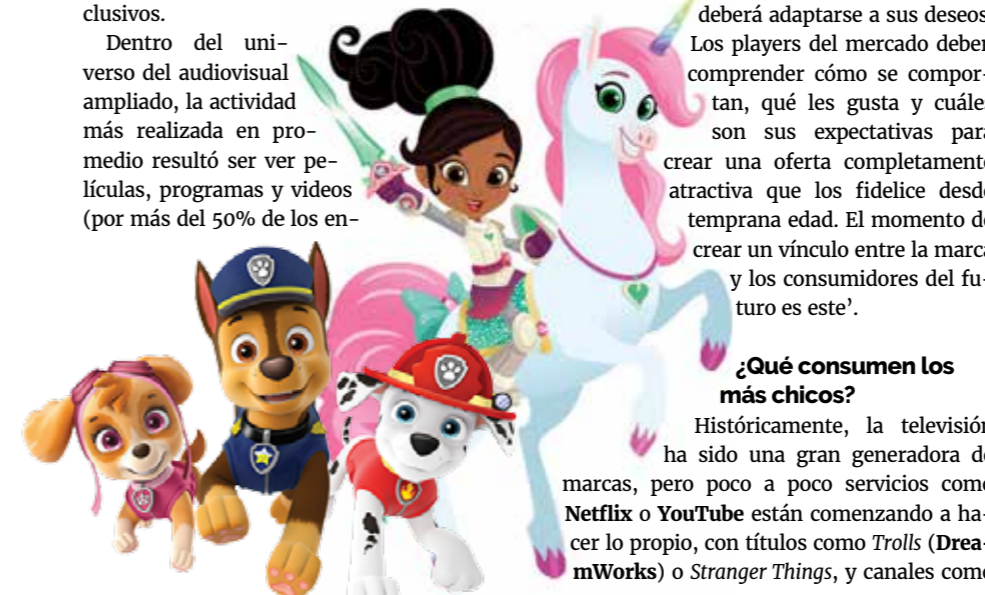 clusivos.
Dentro del uni-
verso del audiovisual
ampliado, la actividad
más realizada en pro-
medio resultó ser ver pe-
lículas, programas y videos
(por más del 50% de los en-
deberá adaptarse a sus deseos
Los players del mercado deben
comprender cómo se compor-
tan, qué les gusta y cuáles
son sus expectativas para
crear una oferta completamente
atractiva que los fidelice desde
temprana edad. El momento de
crear un vínculo entre la marca
y los consumidores del fu-
turo es este’.
¿Qué consumen los
más chicos?
Históricamente, la televisión
ha sido una gran generadora de
marcas, pero poco a poco servicios como
Netflix o YouTube están comenzando a ha-
cer lo propio, con títulos como Trolls (Drea-
mWorks) o Stranger Things, y canales como